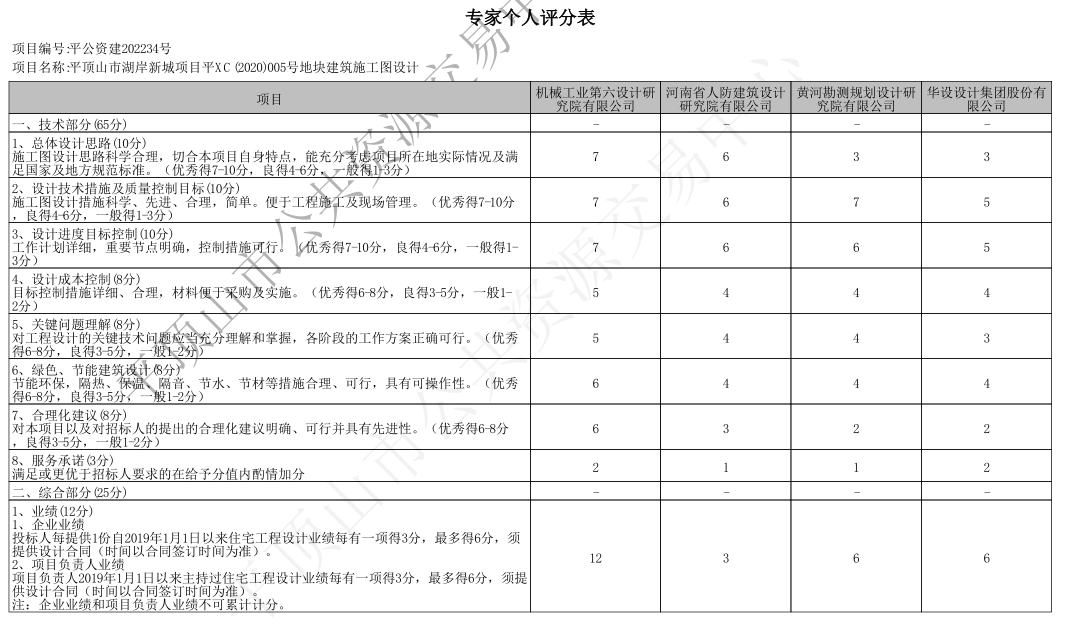 专家个人评分表
项目编号:平公资建202234号
项目名称:平顶山市湖岸新城项目平XC(2020)005号地块建筑施工图设计
项目
机械工业第六设计研
究院有限公司
河南省人防建筑设计
研究院有限公司
黄河勘测规划设计研
究院有限公司
华设设计集团股份有
限公司
一、技术部分(65分) – – – –
1、总体设计思路(10分)
施工图设计思路科学合理，切合本项目自身特点，能充分考虑项目所在地实际情况及满
足国家及地方规范标准。（优秀得7-10分，良得4-6分，一般得1-3分）
7 6 3 3
2、设计技术措施及质量控制目标(10分)
施工图设计措施科学、先进、合理，简单。便于工程施工及现场管理。（优秀得7-10分
，良得4-6分，一般得1-3分）
7 6 7 5
3、设计进度目标控制(10分)
工作计划详细，重要节点明确，控制措施可行。（优秀得7-10分，良得4-6分，一般得1-
3分）
7 6 6 5
4、设计成本控制(8分)
目标控制措施详细、合理，材料便于采购及实施。（优秀得6-8分，良得3-5分，一般1-
2分）
5 4 4 4
5、关键问题理解(8分)
对工程设计的关键技术问题应当充分理解和掌握，各阶段的工作方案正确可行。（优秀
得6-8分，良得3-5分，一般1-2分）
5 4 4 3
6、绿色、节能建筑设计(8分)
节能环保，隔热、保温、隔音、节水、节材等措施合理、可行，具有可操作性。（优秀
得6-8分，良得3-5分，一般1-2分）
6 4 4 4
7、合理化建议(8分)
对本项目以及对招标人的提出的合理化建议明确、可行并具有先进性。（优秀得6-8分
，良得3-5分，一般1-2分）
6 3 2 2
8、服务承诺(3分)
满足或更优于招标人要求的在给予分值内酌情加分
2 1 1 2
二、综合部分(25分) – – – –
1、业绩(12分)
1、企业业绩
投标人每提供1份自2019年1月1日以来住宅工程设计业绩每有一项得3分，最多得6分，须
提供设计合同（时间以合同签订时间为准）。
2、项目负责人业绩
项目负责人2019年1月1日以来主持过住宅工程设计业绩每有一项得3分，最多得6分，须提
供设计合同（时间以合同签订时间为准）。
注：企业业绩和项目负责人业绩不可累计计分。
12 3 6 6
平顶山市公共资源交易中
平顶山市公共资源交易中心